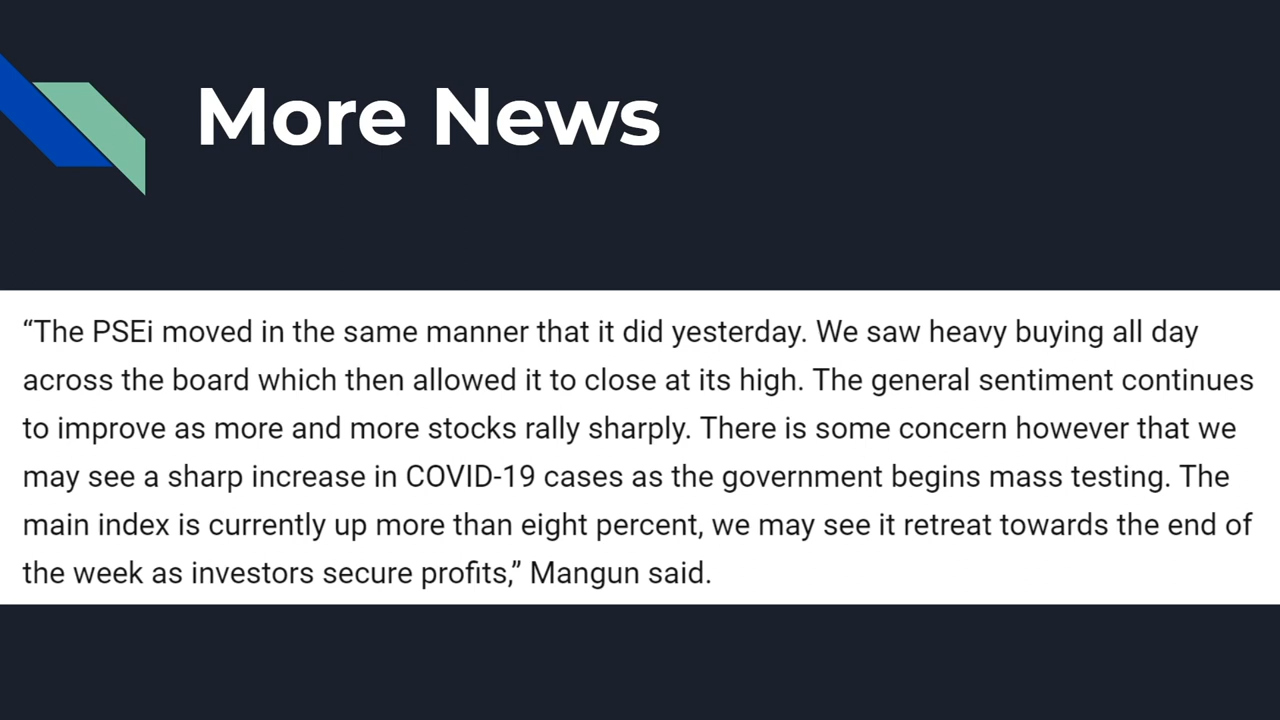 More News
“The PSEi moved in the same manner that it did yesterday. We saw heavy buying all day
across the board which then allowed it to close at its high. The general sentiment continues
to improve as more and more stocks rally sharply. There is some concern however that we
may see a sharp increase in COVID-19 cases as the government begins mass testing. The
main index is currently up more than eight percent, we may see it retreat towards the end of
the week as investors secure profits,” Mangun said.